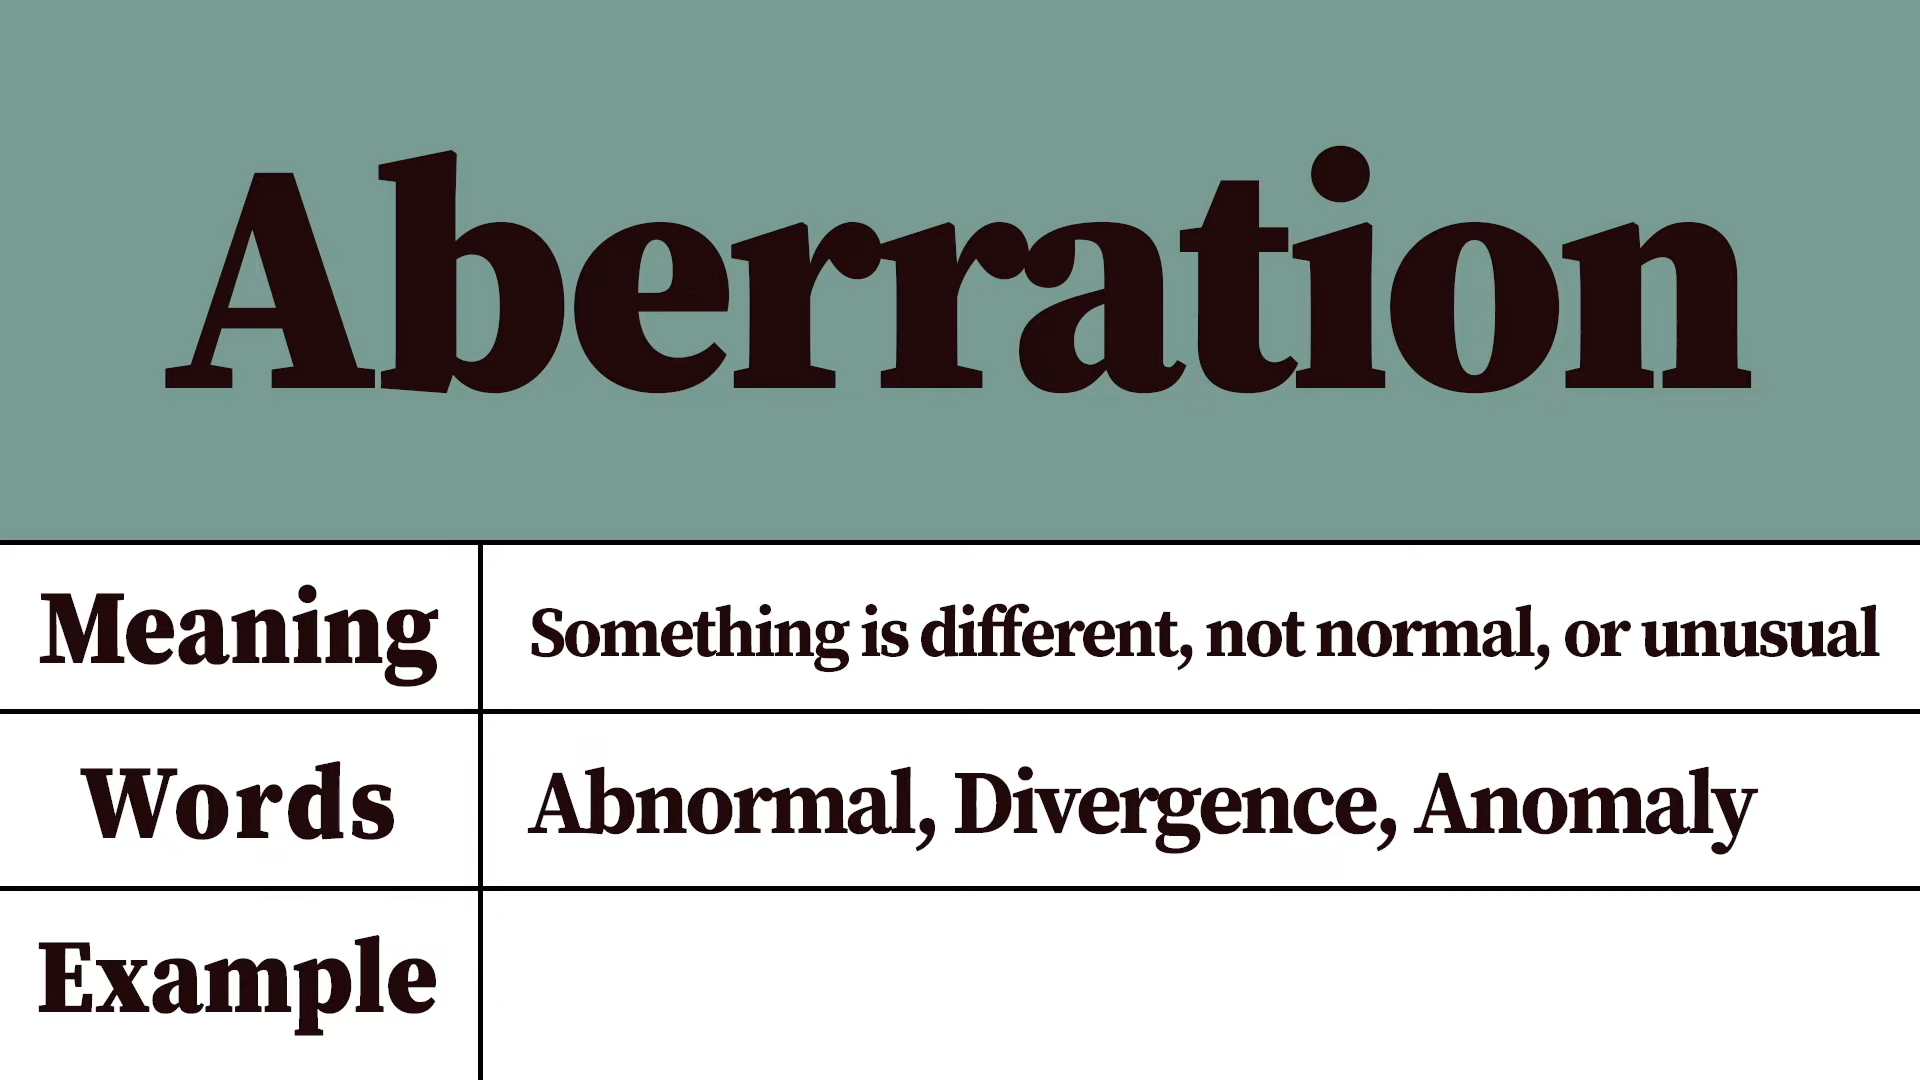 Aberration
Meaning
Something is different, not normal, or unusual
Words
Abnormal, Divergence, Anomaly
Example